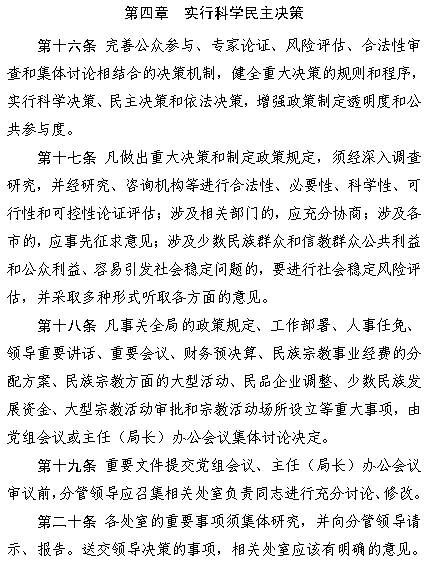 第四章　实行科学民主决策
第十六条 完善公众参与、专家论证、风险评估、合法性审
查和集体讨论相结合的决策机制，健全重大决策的规则和程序，
实行科学决策、民主决策和依法决策，增强政策制定透明度和公
共参与度。
第十七条 凡做出重大决策和制定政策规定，须经深入调查
研究，并经研究、咨询机构等进行合法性、必要性、科学性、可
行性和可控性论证评估；涉及相关部门的，应充分协商；涉及各
市的，应事先征求意见；涉及少数民族群众和信教群众公共利益
和公众利益、容易引发社会稳定问题的，要进行社会稳定风险评
估，并采取多种形式听取各方面的意见。
第十八条 凡事关全局的政策规定、工作部署、人事任免、
领导重要讲话、重要会议、财务预决算、民族宗教事业经费的分
配方案、民族宗教方面的大型活动、民品企业调整、少数民族发
展资金、大型宗教活动审批和宗教活动场所设立等重大事项，由
党组会议或主任（局长）办公会议集体讨论决定。
第十九条 重要文件提交党组会议、主任（局长）办公会议
审议前，分管领导应召集相关处室负责同志进行充分讨论、修改。
第二十条 各处室的重要事项须集体研究，并向分管领导请
示、报告。送交领导决策的事项，相关处室应该有明确的意见。